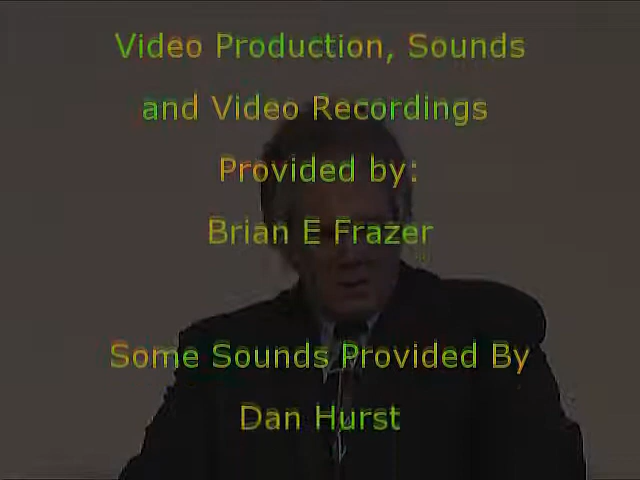 Video Production, Sounds
and Video Recordings
Provided by:
Brian E Frazer
Some Sounds Provided By
Dan Hurst